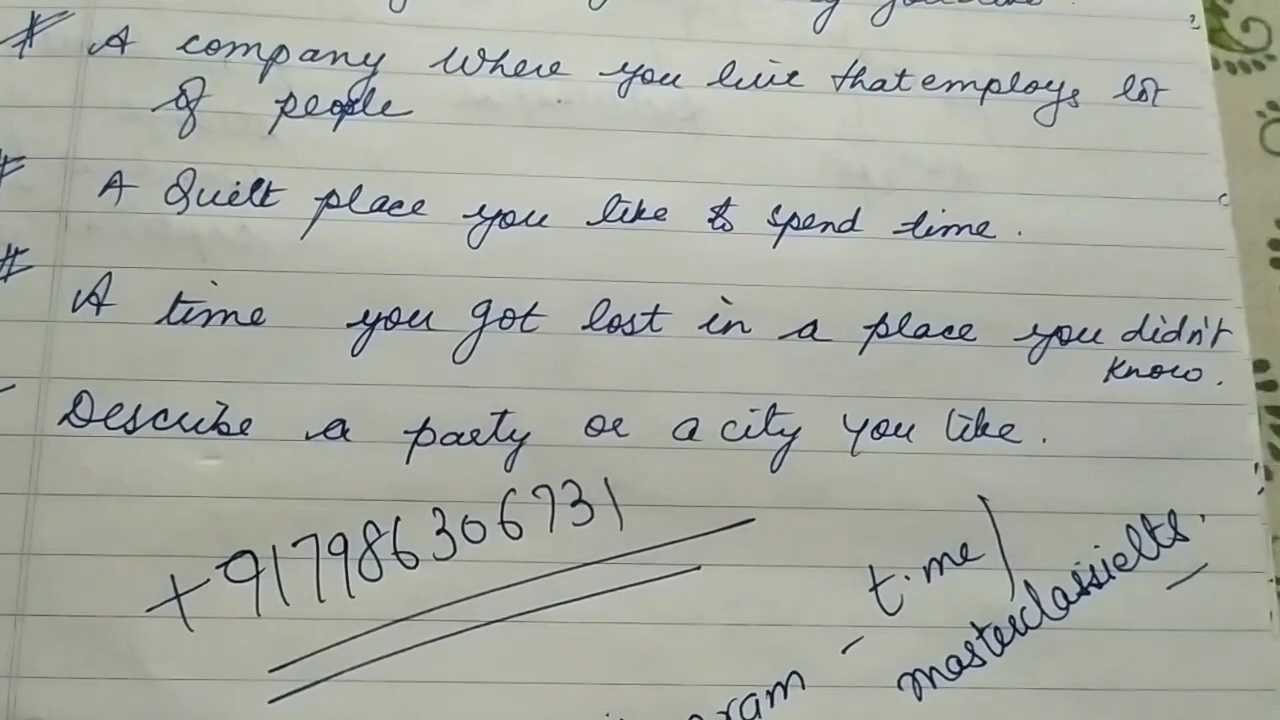 A company where you live that employs lot
of people
A Quiet place you like to spend time.
A time you got lost in a place you didn't
know.
Describe a party or a city you like.
+917986306731
t.me/
masterclassielts.